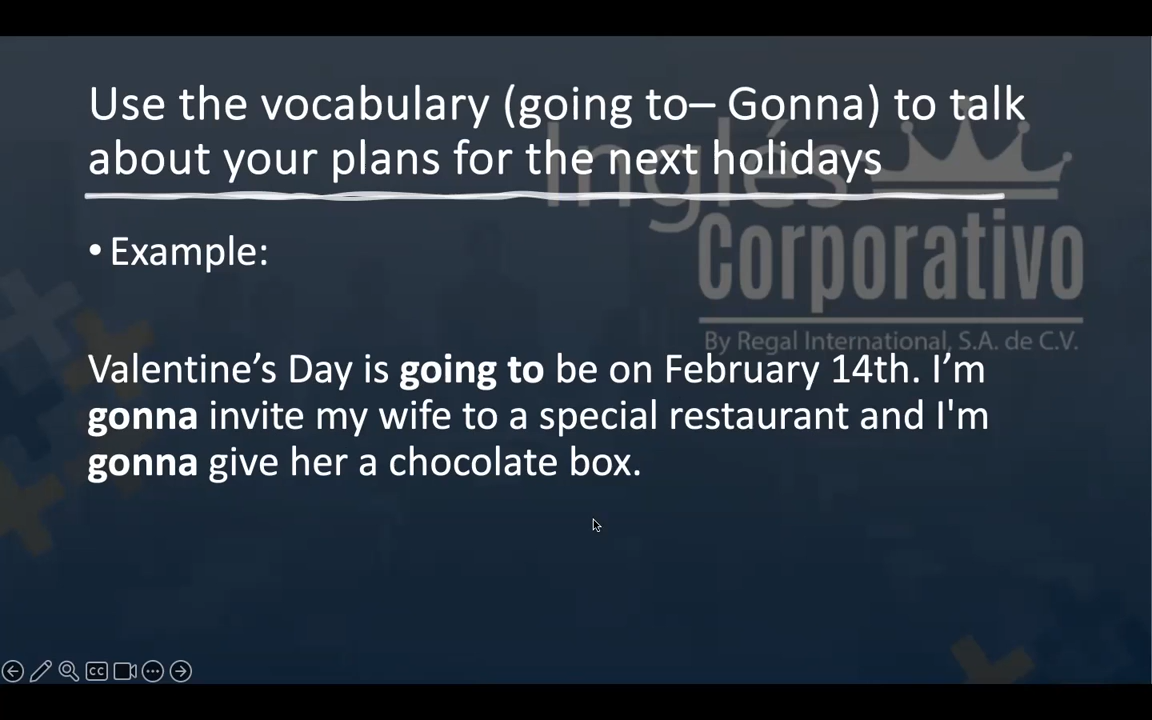 Use the vocabulary (going to– Gonna) to talk
about your plans for the next holidays
Inglés
Corporativo
By Regal International, S.A. de C.V.
• Example:
Valentine’s Day is going to be on February 14th. I’m
gonna invite my wife to a special restaurant and I'm
gonna give her a chocolate box.
CC